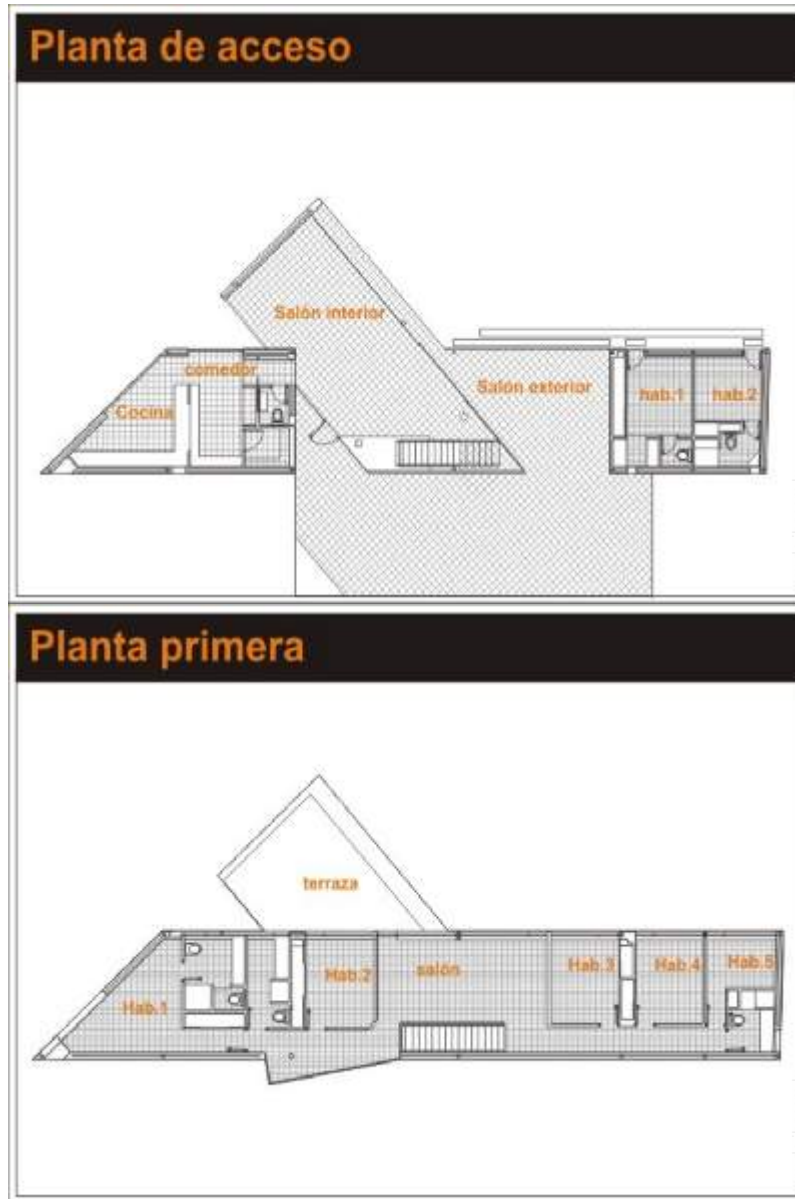 Planta de acceso
Salón interior
comedor
Salón exterior
Cocina
hab.1
hab.2
Planta primera
terraza
Hab.1
Hab.2
salón
Hab.3
Hab.4
Hab.5